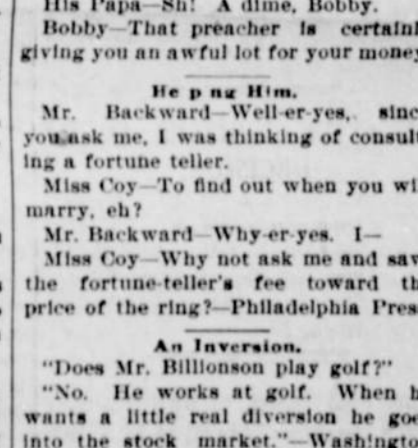 His Papa—Sh! A dime, Bobby.
Bobby—That preacher is certainl
giving you an awful lot for your money
He p ng Him.
Mr. Backward—Well-er-yes, sinc
you ask me, I was thinking of consult
ing a fortune teller.
Miss Coy—To find out when you wi
marry, eh?
Mr. Backward—Why-er-yes. I—
Miss Coy—Why not ask me and sav
the fortune-teller's fee toward th
price of the ring?—Philadelphia Pres
An Inversion.
"Does Mr. Billionson play golf?"
"No. He works at golf. When h
wants a little real diversion he goe
into the stock market."—Washingto